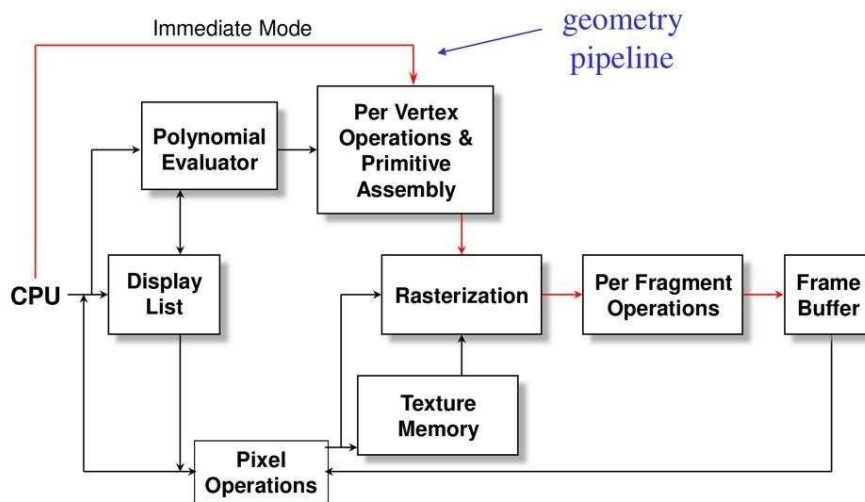 Immediate Mode
geometry
pipeline
Per Vertex
Operations &
Primitive
Assembly
Polynomial
Evaluator
CPU
Display
List
Rasterization
Per Fragment
Operations
Frame
Buffer
Texture
Memory
Pixel
Operations